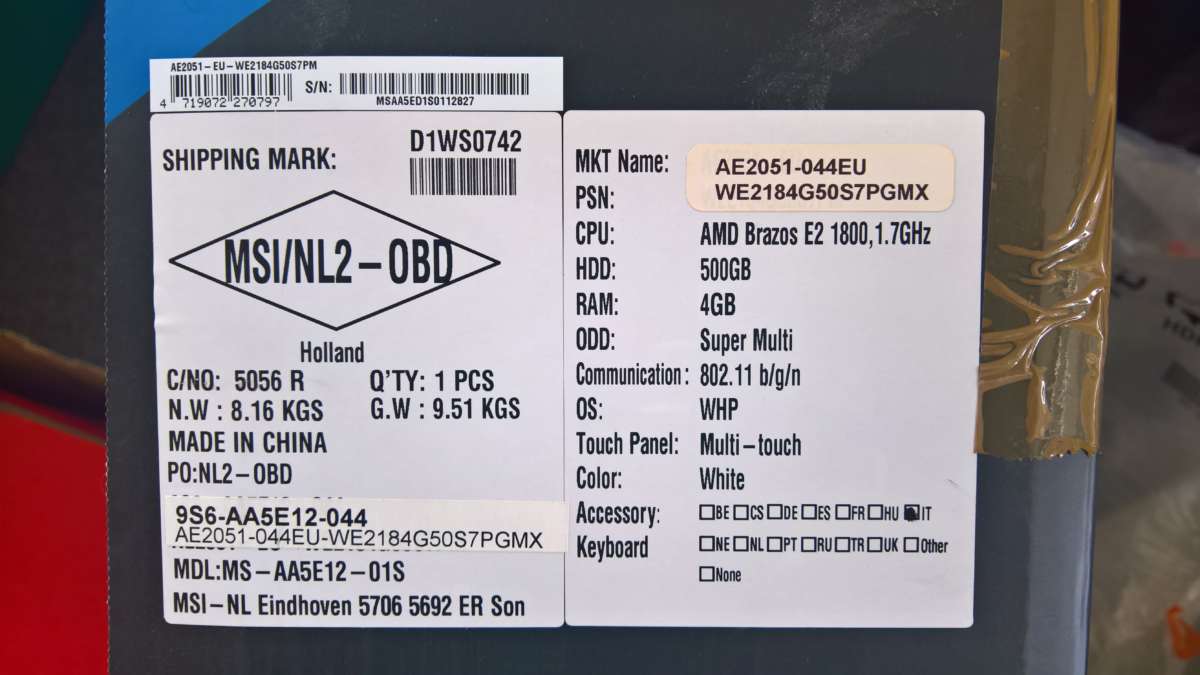 AE2051-EU-WE2184G50S7PM
4 719072 270797
S/N:
MSAA5ED1S0112827
SHIPPING MARK:
D1WS0742
MSI/NL2-OBD
Holland
C/NO: 5056 R Q'TY: 1 PCS
N.W : 8.16 KGS G.W : 9.51 KGS
MADE IN CHINA
PO:NL2-OBD
9S6-AA5E12-044
AE2051-044EU-WE2184G50S7PGMX
MDL:MS-AA5E12-01S
MSI-NL Eindhoven 5706 5692 ER Son
MKT Name: AE2051-044EU
PSN: WE2184G50S7PGMX
CPU: AMD Brazos E2 1800,1.7GHz
HDD: 500GB
RAM: 4GB
ODD: Super Multi
Communication: 802.11 b/g/n
OS: WHP
Touch Panel: Multi-touch
Color: White
Accessory: □BE □CS □DE □ES □FR □HU ■IT
Keyboard □NE □NL □PT □RU □TR □UK □Other
□None